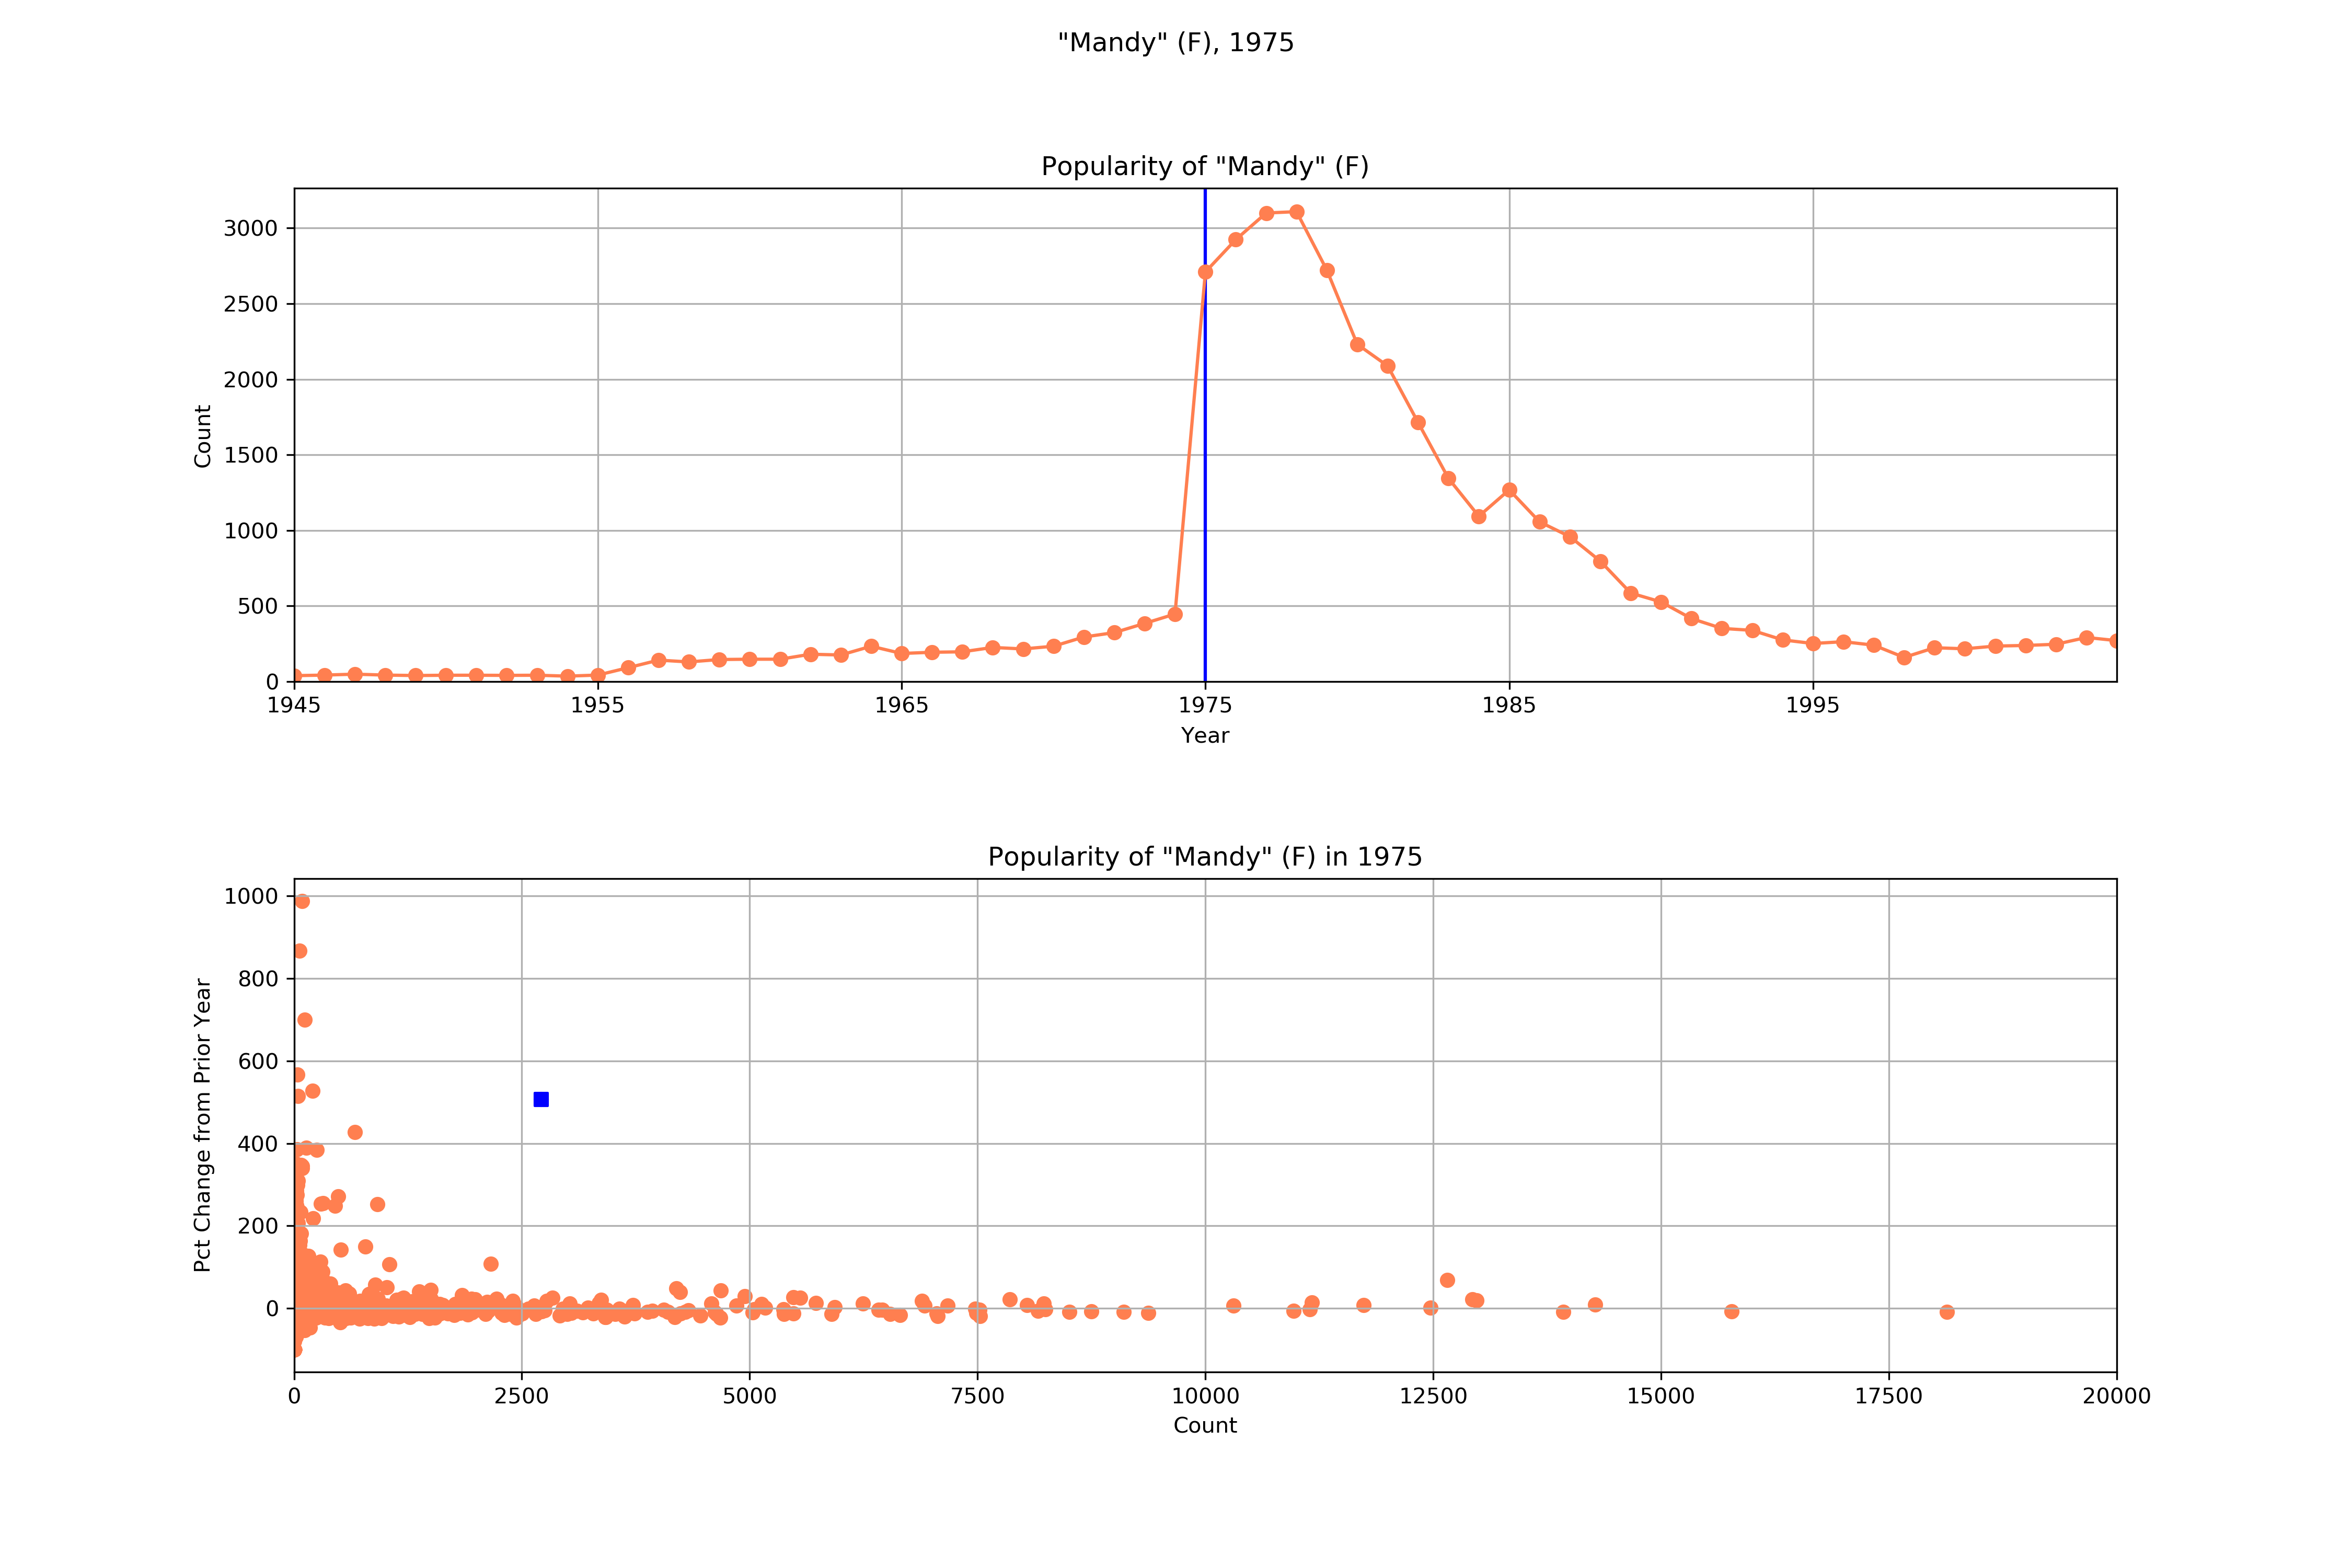 "Mandy" (F), 1975
Popularity of "Mandy" (F)
3000
2500
2000
1500
1000
500
0
Count
1945 1955 1965 1975 1985 1995
Year
Popularity of "Mandy" (F) in 1975
1000
800
600
400
200
0
Pct Change from Prior Year
0 2500 5000 7500 10000 12500 15000 17500 20000
Count